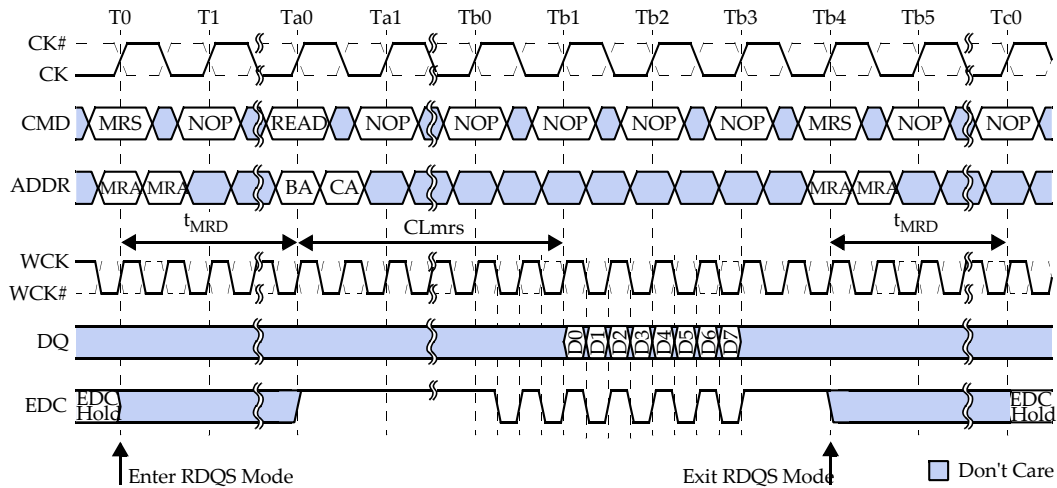 T0 T1 Ta0 Ta1 Tb0 Tb1 Tb2 Tb3 Tb4 Tb5 Tc0
CK#
CK
CMD MRS NOP READ NOP NOP NOP NOP NOP MRS NOP NOP
ADDR MRA MRA BA CA MRA MRA
tMRD CLmrs tMRD
WCK
WCK#
DQ D0 D1 D2 D3 D4 D5 D6 D7
EDC EDC Hold EDC Hold
Enter RDQS Mode Exit RDQS Mode Don't Care